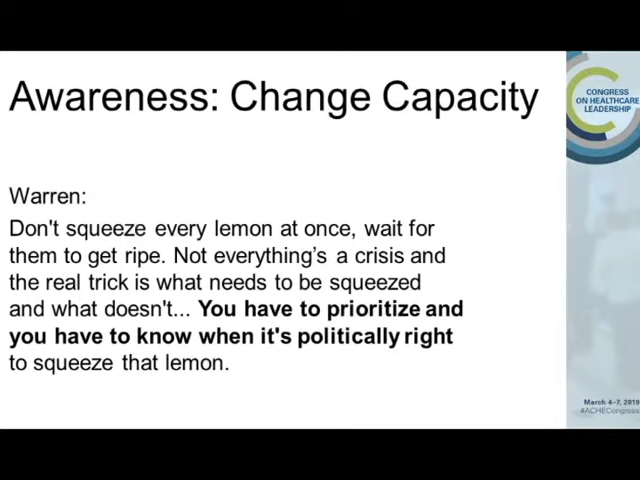 Awareness: Change Capacity
CONGRESS
ON HEALTHCARE
LEADERSHIP
Warren:
Don't squeeze every lemon at once, wait for
them to get ripe. Not everything’s a crisis and
the real trick is what needs to be squeezed
and what doesn't... You have to prioritize and
you have to know when it's politically right
to squeeze that lemon.
March 4–7, 2019
#ACHECongress